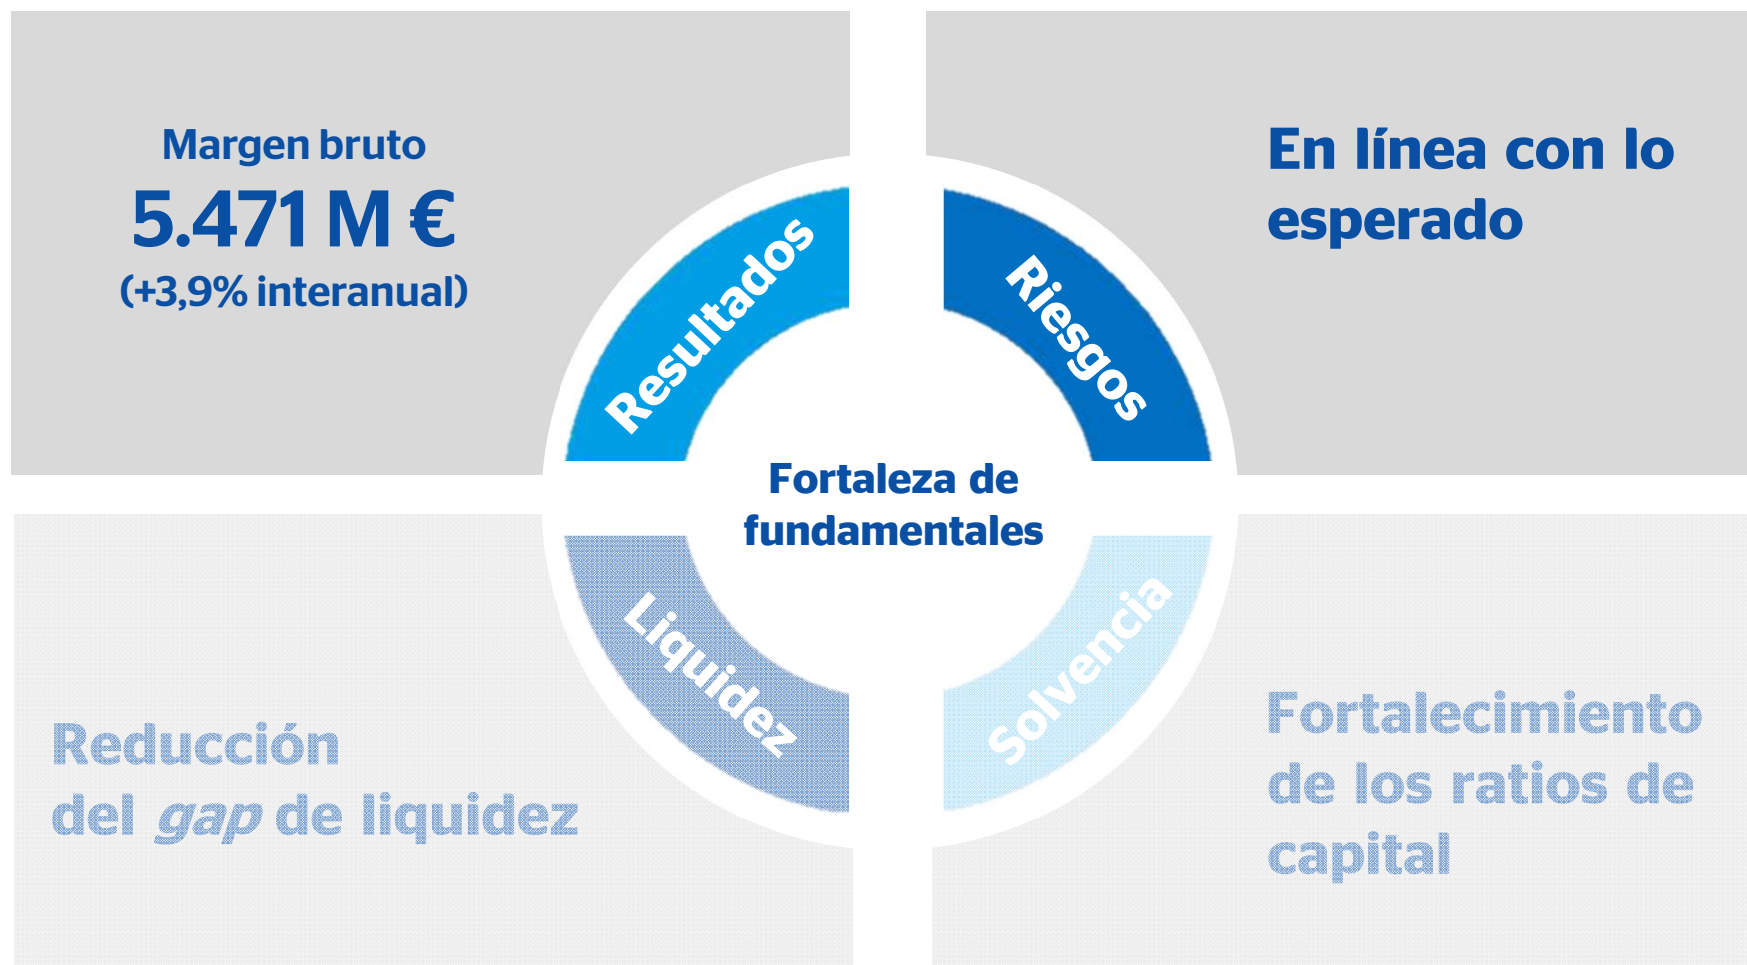 Margen bruto
5.471 M €
(+3,9% interanual)
Resultados
Riesgos
En línea con lo
esperado
Fortaleza de
fundamentales
Reducción
del gap de liquidez
Liquidez
Solvencia
Fortalecimiento
de los ratios de
capital